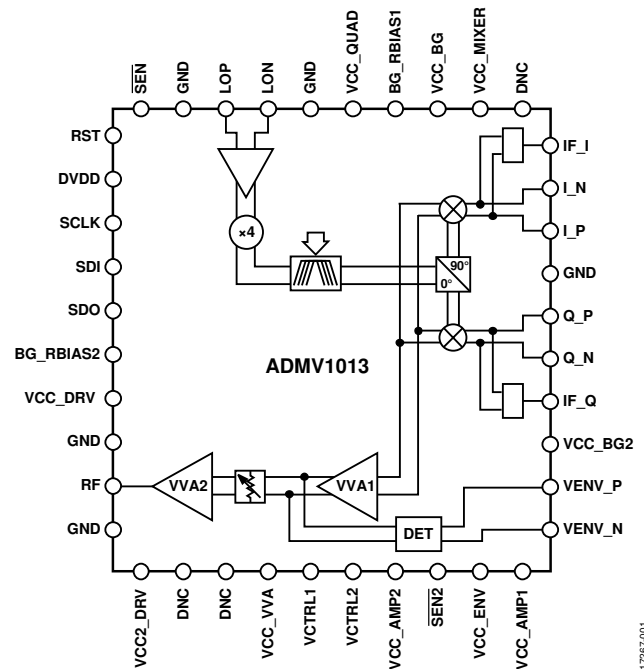 SEN
GND
LOP
LON
GND
VCC_QUAD
BG_RBIAS1
VCC_BG
VCC_MIXER
DNC
RST
DVDD
SCLK
SDI
SDO
BG_RBIAS2
VCC_DRV
GND
RF
GND
×4
90°
0°
ADMV1013
VVA2
VVA1
DET
IF_I
I_N
I_P
GND
Q_P
Q_N
IF_Q
VCC_BG2
VENV_P
VENV_N
VCC2_DRV
DNC
DNC
VCC_VVA
VCTRL1
VCTRL2
VCC_AMP2
SEN2
VCC_ENV
VCC_AMP1